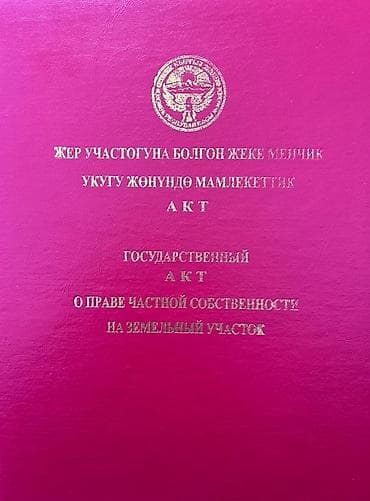 ЖЕР УЧАСТОГУНА БОЛГОН ЖЕКЕ МЕНЧИК
УКУГУ ЖӨНҮНДӨ МАМЛЕКЕТТИК
АКТ
ГОСУДАРСТВЕННЫЙ
АКТ
О ПРАВЕ ЧАСТНОЙ СОБСТВЕННОСТИ
НА ЗЕМЕЛЬНЫЙ УЧАСТОК